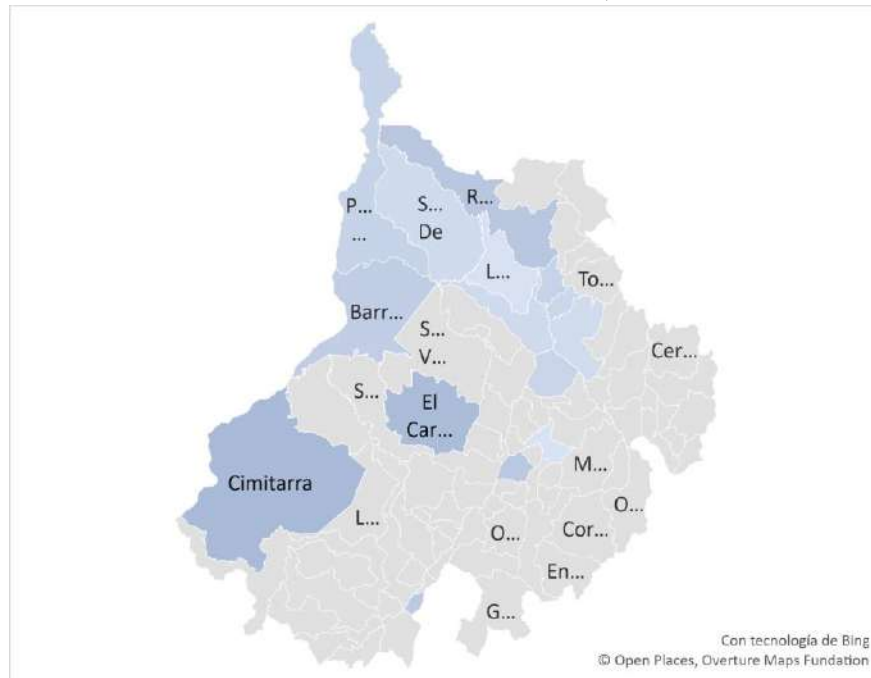 R...
P...
...
S...
De
L...
To...
Barr...
S...
V...
Cer...
S...
El
Car...
Cimitarra
M...
L...
O...
O...
Cor...
En...
G...
Con tecnología de Bing
© Open Places, Overture Maps Fundation